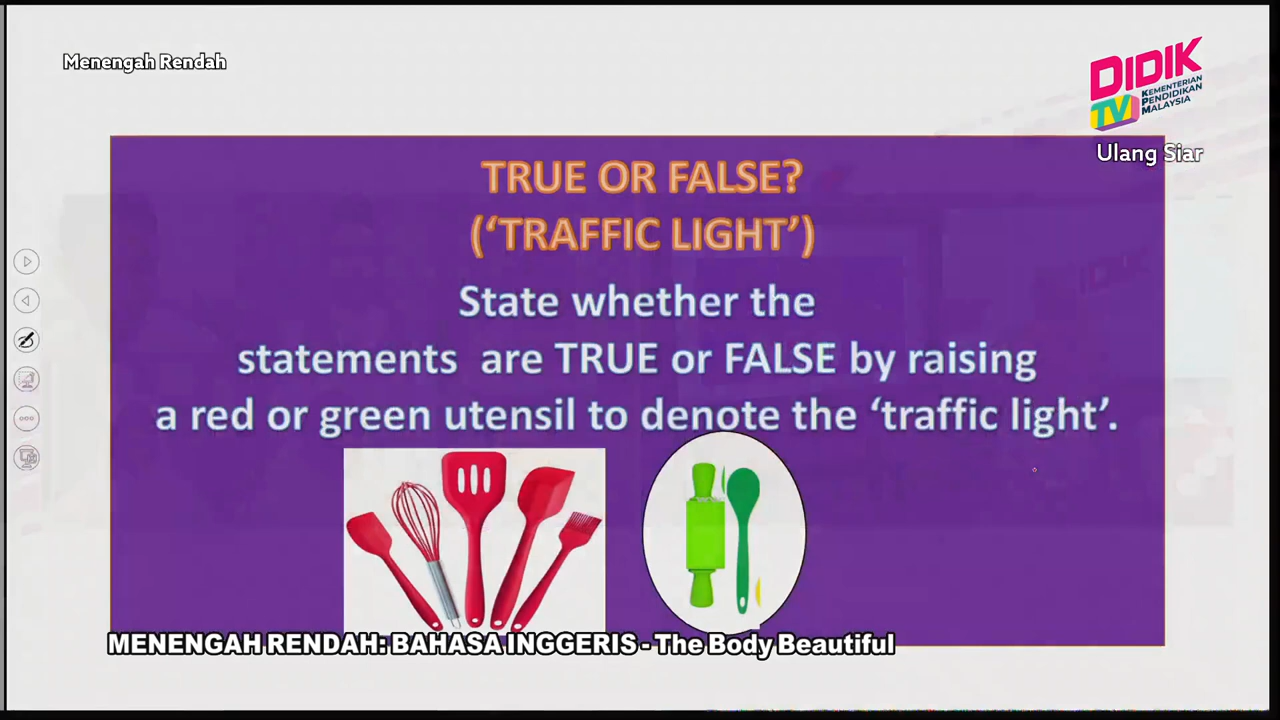 Menengah Rendah
DIDIK
TV
KEMENTERIAN
PENDIDIKAN
MALAYSIA
Ulang Siar
TRUE OR FALSE?
(‘TRAFFIC LIGHT’)
State whether the
statements are TRUE or FALSE by raising
a red or green utensil to denote the ‘traffic light’.
MENENGAH RENDAH: BAHASA INGGERIS - The Body Beautiful